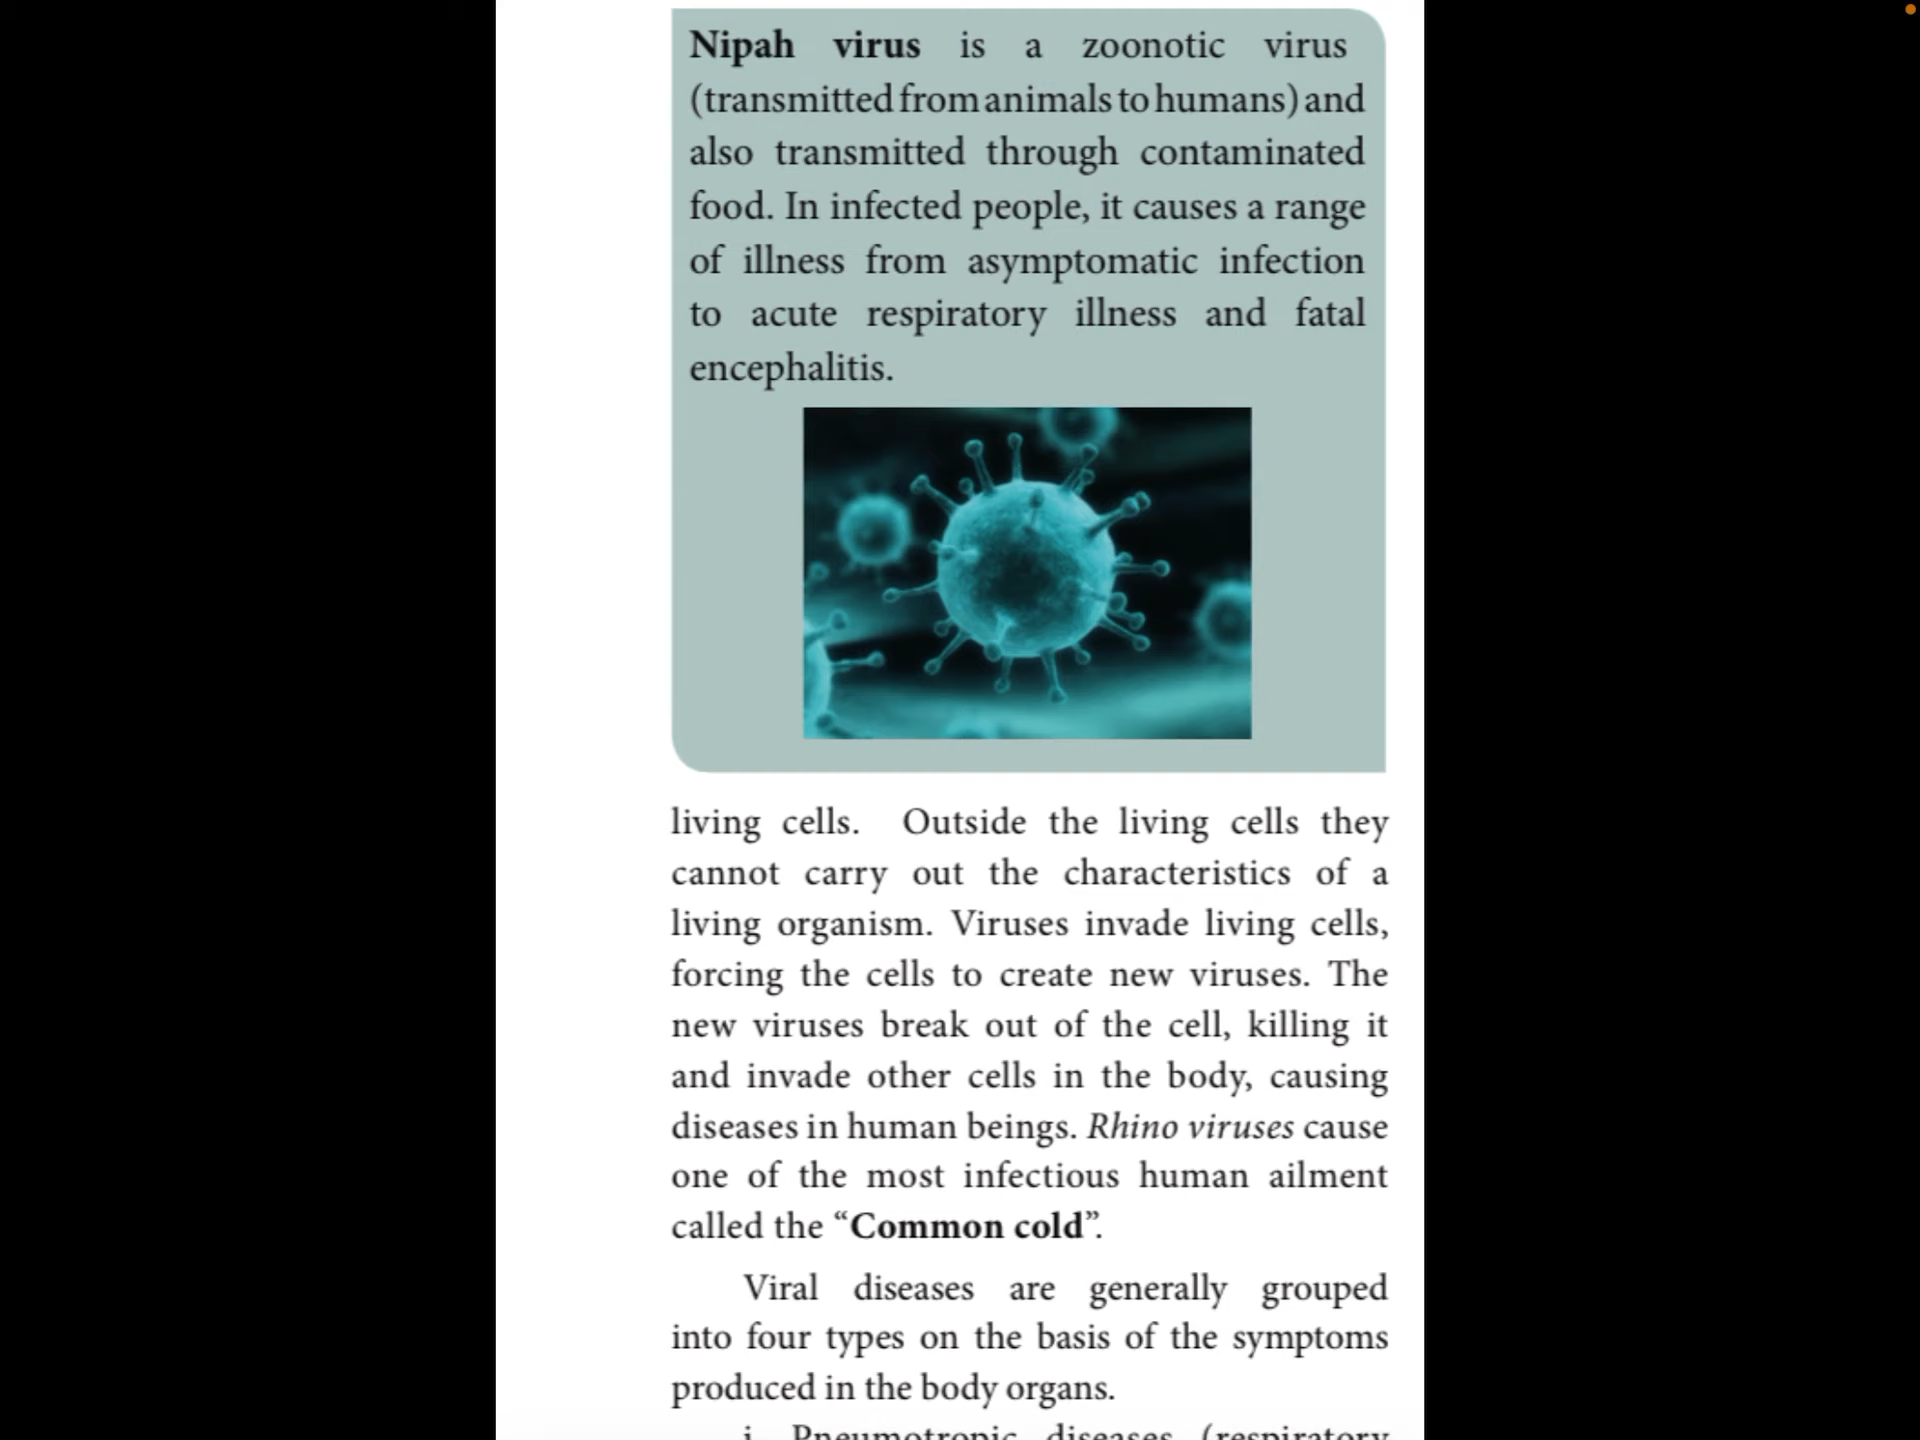 Nipah virus is a zoonotic virus
(transmitted from animals to humans) and
also transmitted through contaminated
food. In infected people, it causes a range
of illness from asymptomatic infection
to acute respiratory illness and fatal
encephalitis.
living cells. Outside the living cells they
cannot carry out the characteristics of a
living organism. Viruses invade living cells,
forcing the cells to create new viruses. The
new viruses break out of the cell, killing it
and invade other cells in the body, causing
diseases in human beings. Rhino viruses cause
one of the most infectious human ailment
called the “Common cold”.
Viral diseases are generally grouped
into four types on the basis of the symptoms
produced in the body organs.
i. Pneumotropic diseases (respiratory